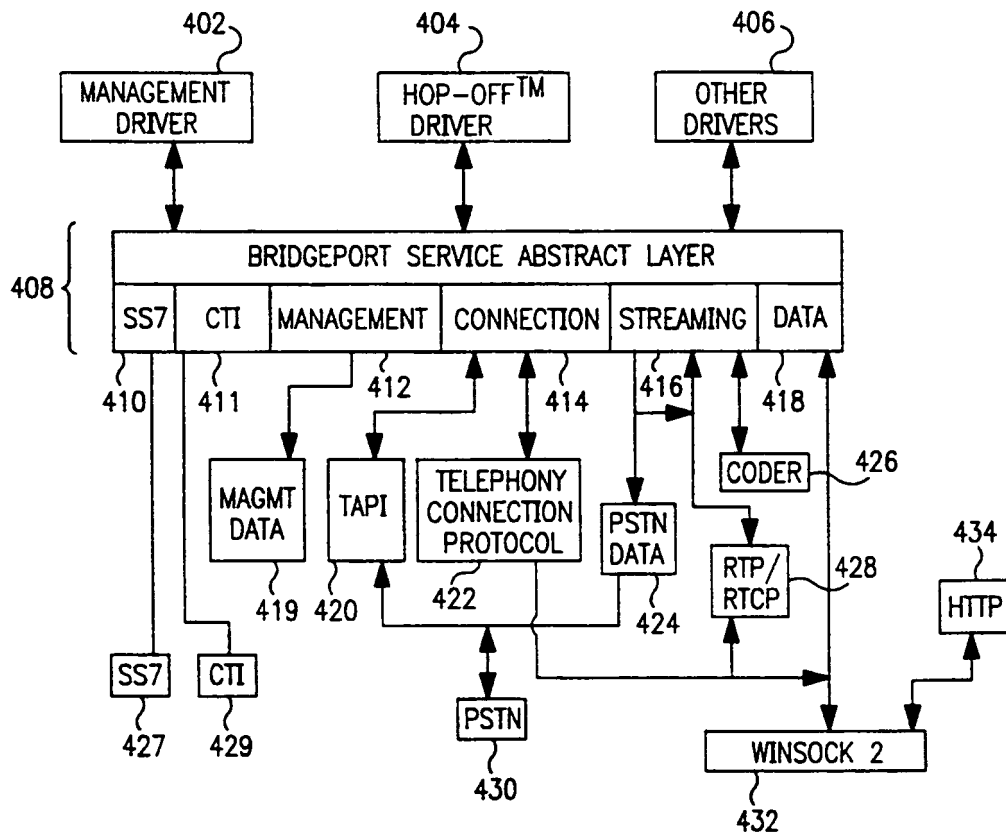 402
404
406
MANAGEMENT
DRIVER
HOP-OFF™
DRIVER
OTHER
DRIVERS
408
BRIDGEPORT SERVICE ABSTRACT LAYER
SS7
CTI
MANAGEMENT
CONNECTION
STREAMING
DATA
410
411
412
414
416
418
MAGMT
DATA
TAPI
TELEPHONY
CONNECTION
PROTOCOL
PSTN
DATA
CODER
426
RTP/
RTCP
428
434
HTTP
419
420
422
424
SS7
CTI
PSTN
427
429
430
WINSOCK 2
432